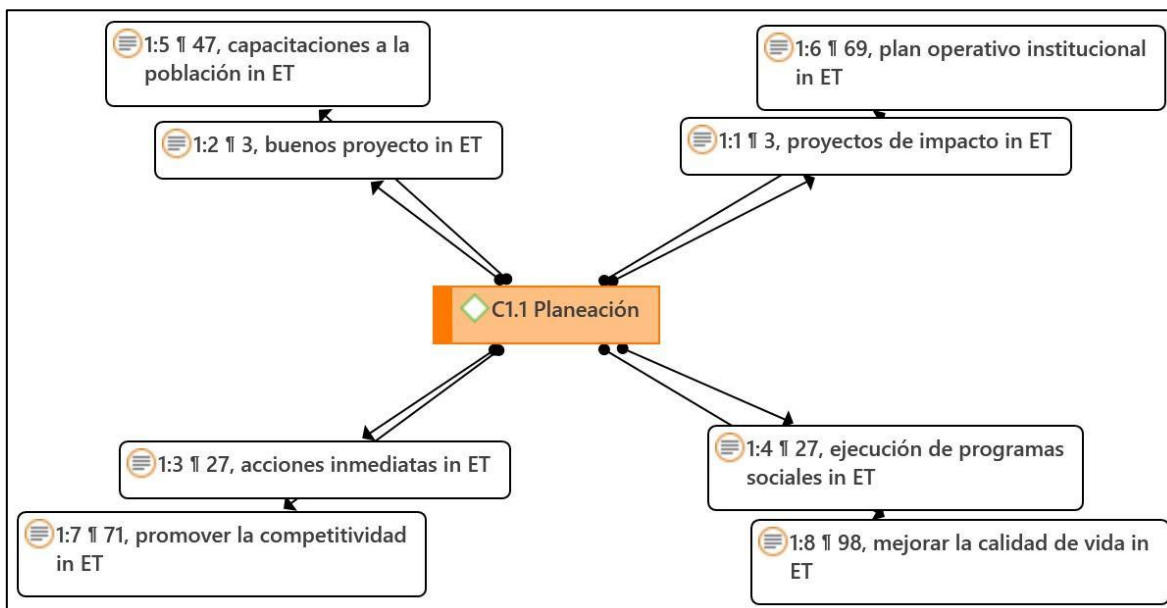 1:5 ¶ 47, capacitaciones a la
población in ET
1:2 ¶ 3, buenos proyecto in ET
1:6 ¶ 69, plan operativo institucional
in ET
1:1 ¶ 3, proyectos de impacto in ET
C1.1 Planeación
1:3 ¶ 27, acciones inmediatas in ET
1:7 ¶ 71, promover la competitividad
in ET
1:4 ¶ 27, ejecución de programas
sociales in ET
1:8 ¶ 98, mejorar la calidad de vida in
ET